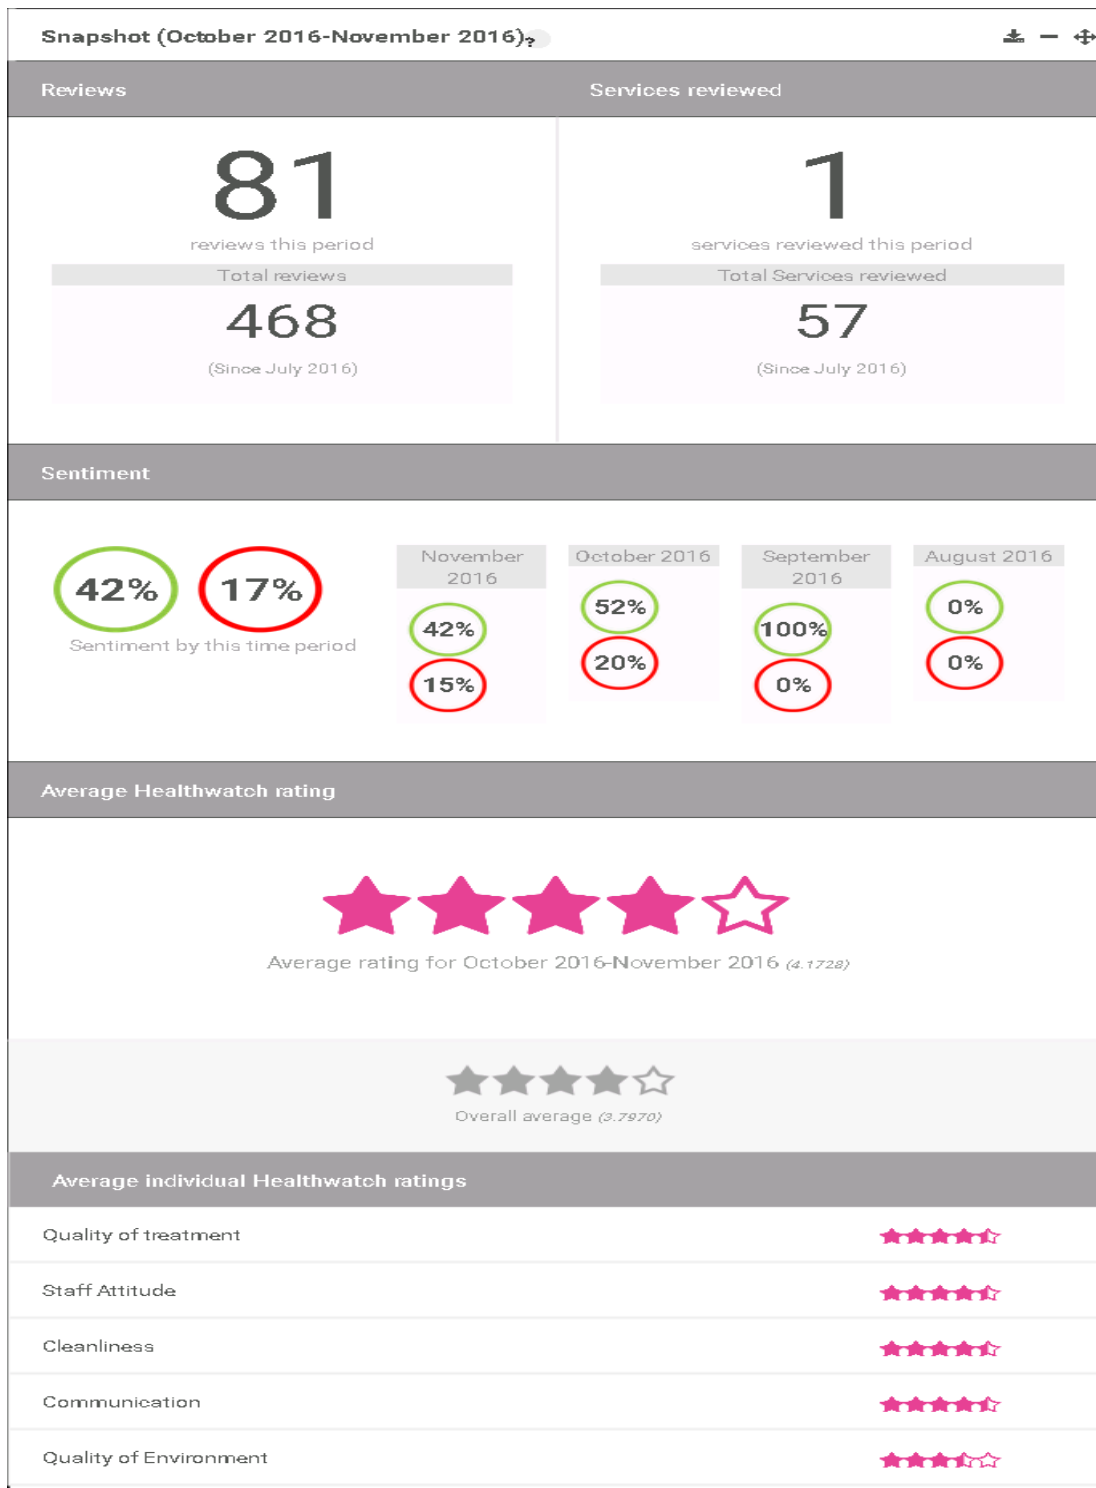 Snapshot (October 2016-November 2016)?
Reviews
Services reviewed
81
reviews this period
Total reviews
468
(Since July 2016)
1
services reviewed this period
Total Services reviewed
57
(Since July 2016)
Sentiment
42% 17%
Sentiment by this time period
November
2016
42%
15%
October 2016
52%
20%
September
2016
100%
0%
August 2016
0%
0%
Average Healthwatch rating
Average rating for October 2016-November 2016 (4.1728)
Overall average (3.7970)
Average individual Healthwatch ratings
Quality of treatment
Staff Attitude
Cleanliness
Communication
Quality of Environment